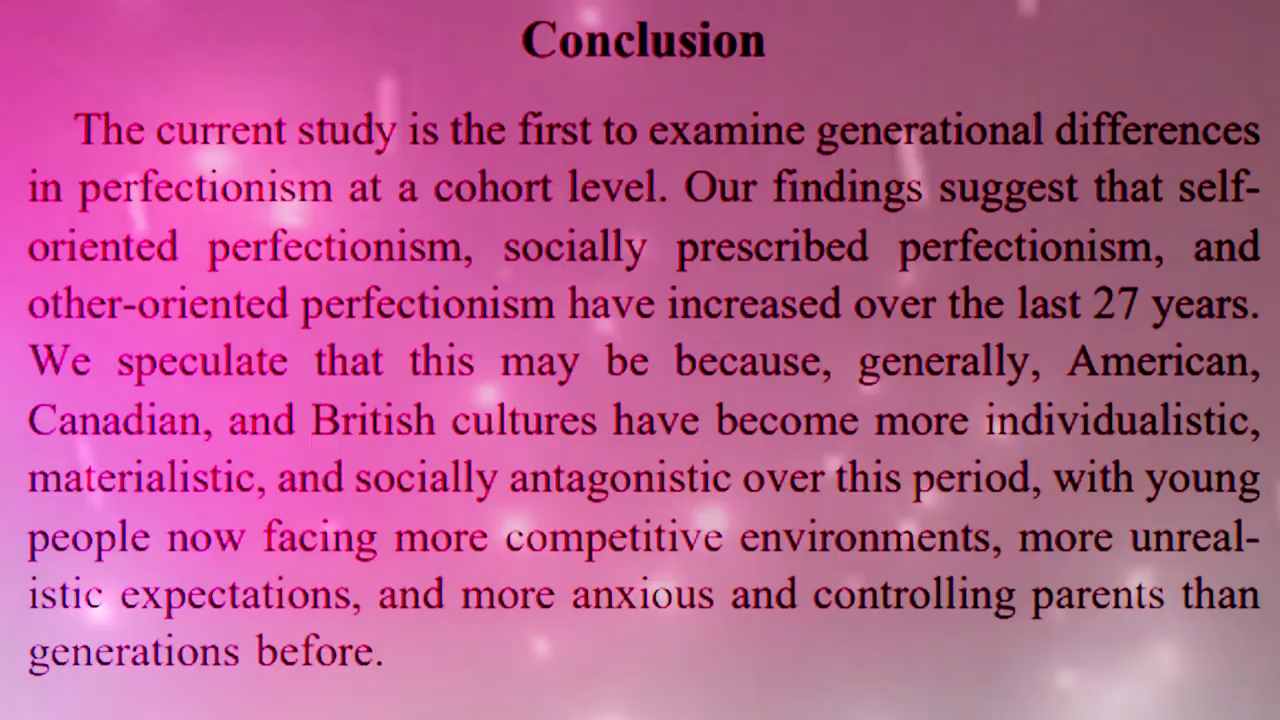 Conclusion
The current study is the first to examine generational differences
in perfectionism at a cohort level. Our findings suggest that self-
oriented perfectionism, socially prescribed perfectionism, and
other-oriented perfectionism have increased over the last 27 years.
We speculate that this may be because, generally, American,
Canadian, and British cultures have become more individualistic,
materialistic, and socially antagonistic over this period, with young
people now facing more competitive environments, more unreal-
istic expectations, and more anxious and controlling parents than
generations before.